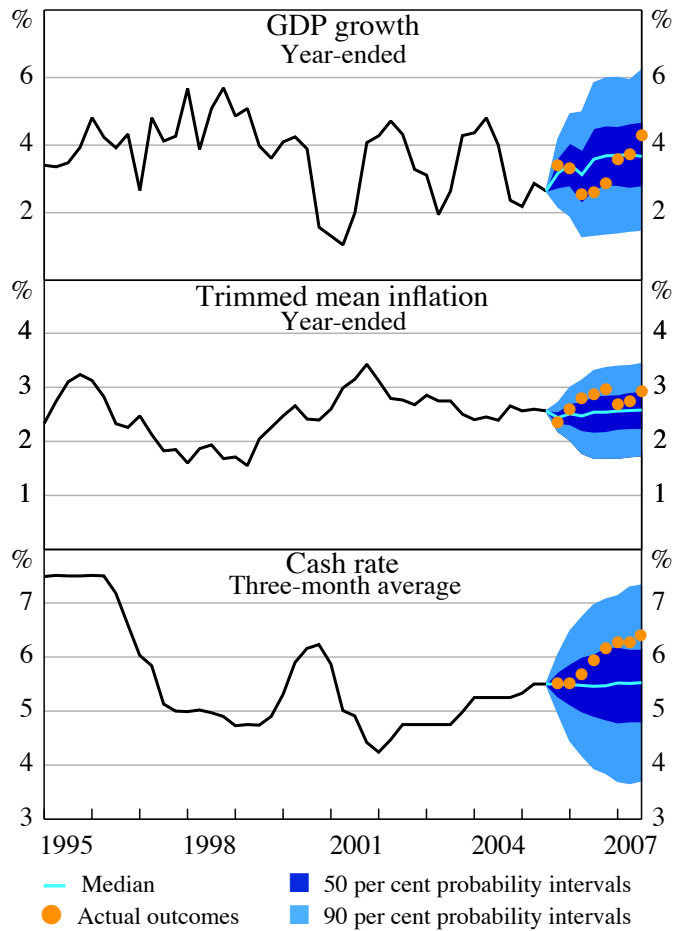 % GDP growth %
Year-ended
6 6
4 4
2 2
% Trimmed mean inflation %
Year-ended
4 4
3 3
2 2
1 1
% Cash rate %
Three-month average
7 7
6 6
5 5
4 4
3 3
1995 1998 2001 2004 2007
Median 50 per cent probability intervals
Actual outcomes 90 per cent probability intervals